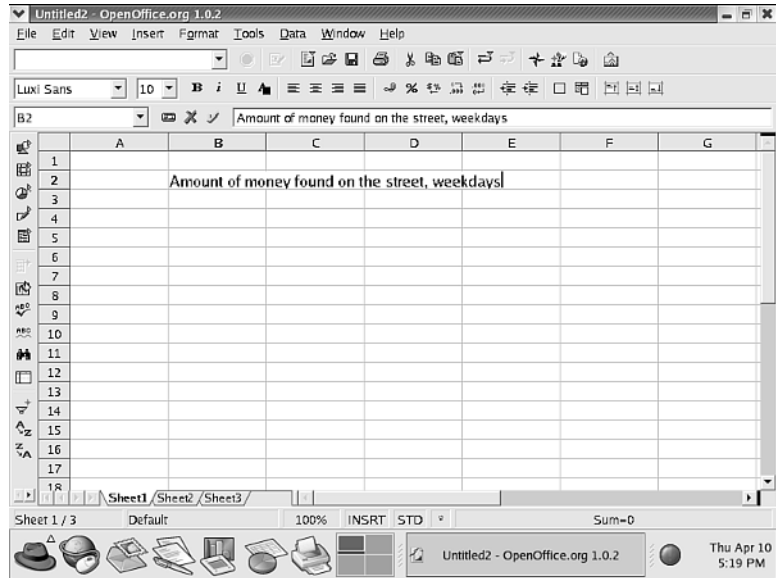 Untitled2 - OpenOffice.org 1.0.2
File Edit View Insert Format Tools Data Window Help
Luxi Sans 10 B i U A
B2 Amount of money found on the street, weekdays
A B C D E F G
1
2 Amount of money found on the street, weekdays
3
4
5
6
7
8
9
10
11
12
13
14
15
16
17
18
Sheet1 Sheet2 Sheet3
Sheet 1 / 3 Default 100% INSRT STD * Sum=0
Untitled2 - OpenOffice.org 1.0.2 Thu Apr 10
5:19 PM